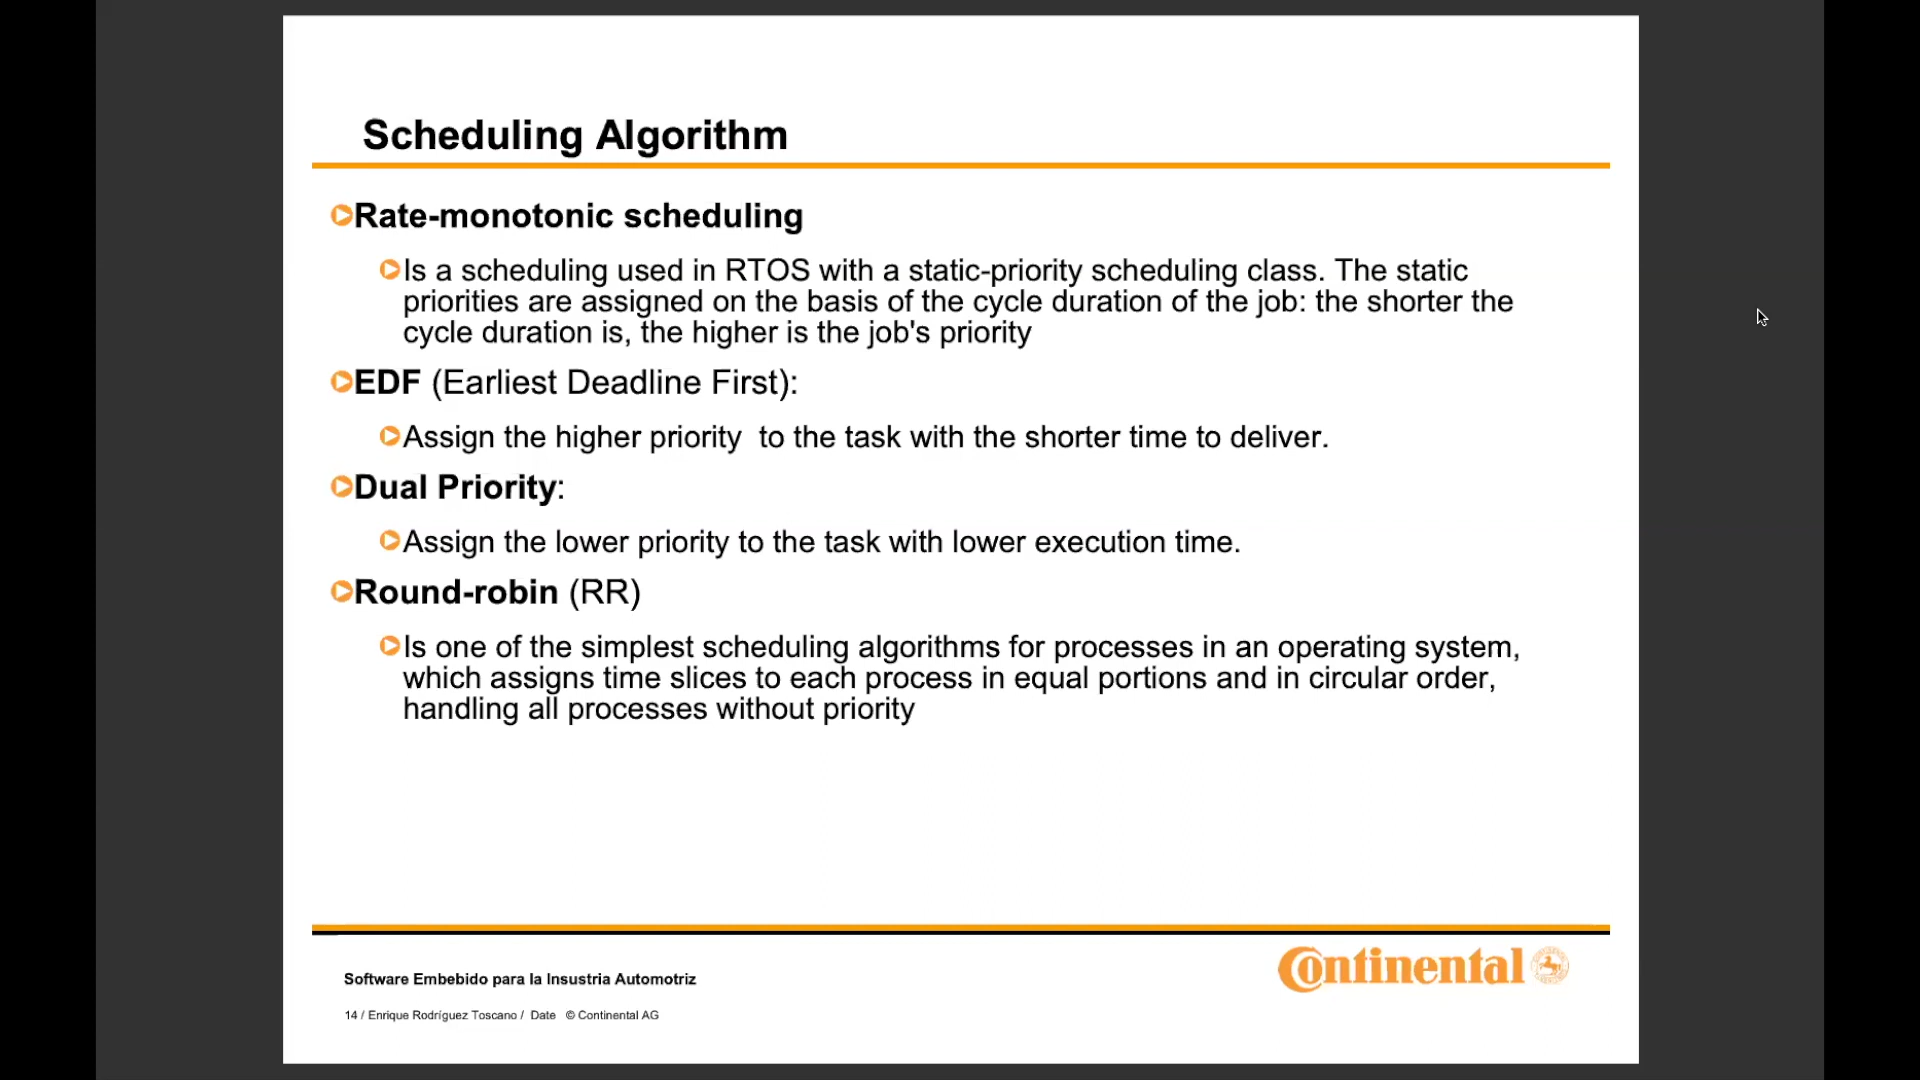 Scheduling Algorithm
Rate-monotonic scheduling
Is a scheduling used in RTOS with a static-priority scheduling class. The static
priorities are assigned on the basis of the cycle duration of the job: the shorter the
cycle duration is, the higher is the job's priority
EDF (Earliest Deadline First):
Assign the higher priority  to the task with the shorter time to deliver.
Dual Priority:
Assign the lower priority to the task with lower execution time.
Round-robin (RR)
Is one of the simplest scheduling algorithms for processes in an operating system,
which assigns time slices to each process in equal portions and in circular order,
handling all processes without priority
Continental
Software Embebido para la Insustria Automotriz
14 / Enrique Rodríguez Toscano /  Date   © Continental AG